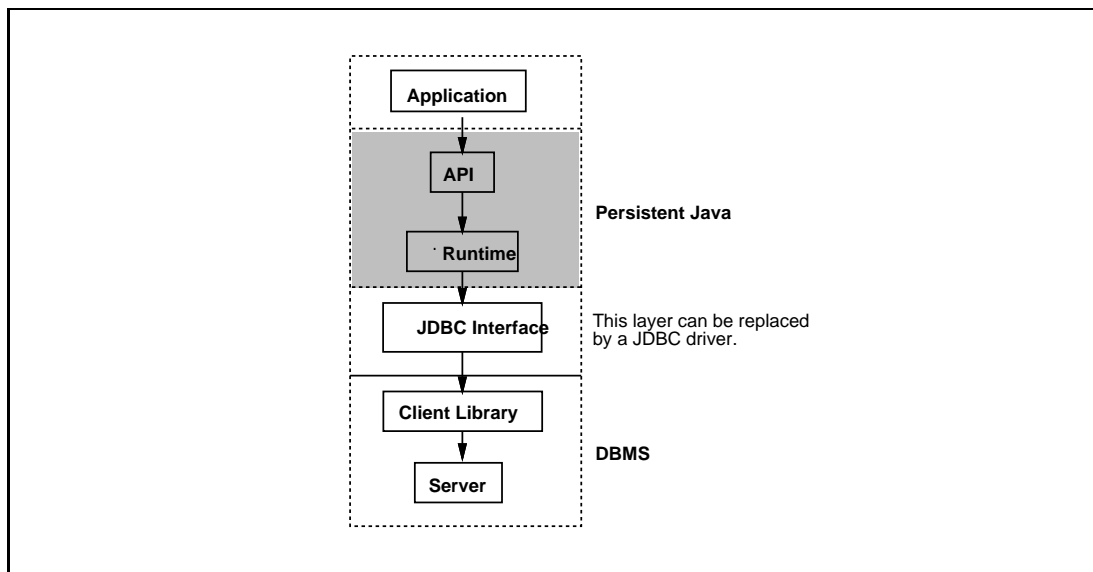 Application
API
Persistent Java
Runtime
JDBC Interface
This layer can be replaced
by a JDBC driver.
Client Library
DBMS
Server